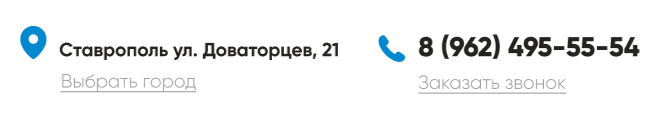 Ставрополь ул. Доваторцев, 21
Выбрать город
8 (962) 495-55-54
Заказать звонок